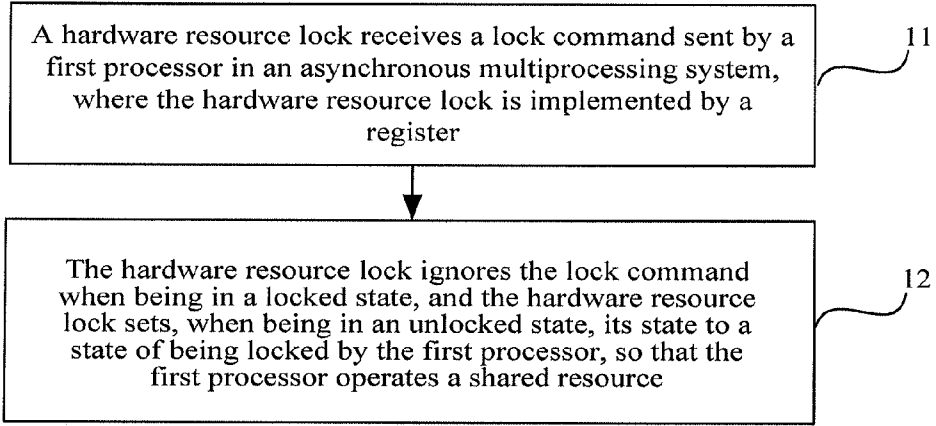 A hardware resource lock receives a lock command sent by a
first processor in an asynchronous multiprocessing system,
where the hardware resource lock is implemented by a
register
11
The hardware resource lock ignores the lock command
when being in a locked state, and the hardware resource
lock sets, when being in an unlocked state, its state to a
state of being locked by the first processor, so that the
first processor operates a shared resource
12